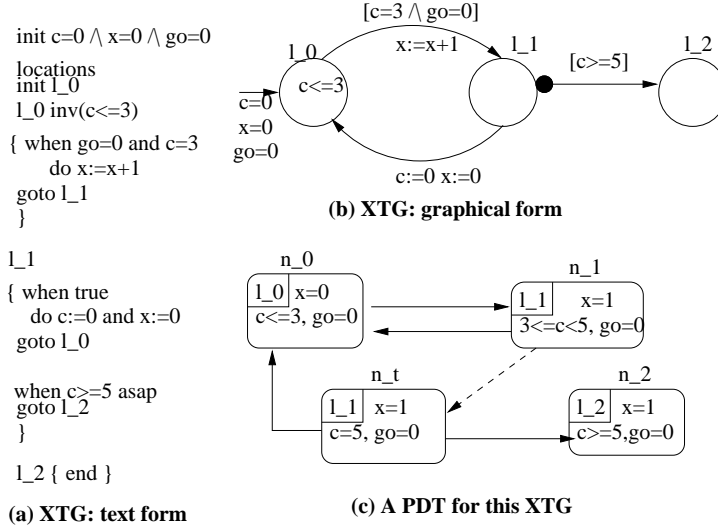 init c=0 /\ x=0 /\ go=0
locations
init l_0
l_0 inv(c<=3)
{ when go=0 and c=3
do x:=x+1
goto l_1
}
l_1
{ when true
do c:=0 and x:=0
goto l_0
when c>=5 asap
goto l_2
}
l_2 { end }
(a) XTG: text form
[c=3 /\ go=0]
l_0
x:=x+1
l_1
l_2
[c>=5]
c<=3
c=0
x=0
go=0
c:=0 x:=0
(b) XTG: graphical form
n_0
l_0 x=0
c<=3, go=0
n_1
l_1 x=1
3<=c<5, go=0
n_t
l_1 x=1
c=5, go=0
n_2
l_2 x=1
c>=5,go=0
(c) A PDT for this XTG